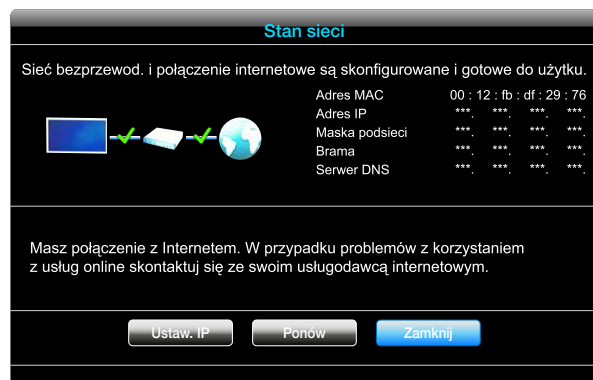 Stan sieci
Sieć bezprzewod. i połączenie internetowe są skonfigurowane i gotowe do użytku.
Adres MAC 00 : 12 : fb : df : 29 : 76
Adres IP ***. ***. ***. ***.
Maska podsieci ***. ***. ***. ***.
Brama ***. ***. ***. ***.
Serwer DNS ***. ***. ***. ***.
Masz połączenie z Internetem. W przypadku problemów z korzystaniem
z usług online skontaktuj się ze swoim usługodawcą internetowym.
Ustaw. IP Ponów Zamknij